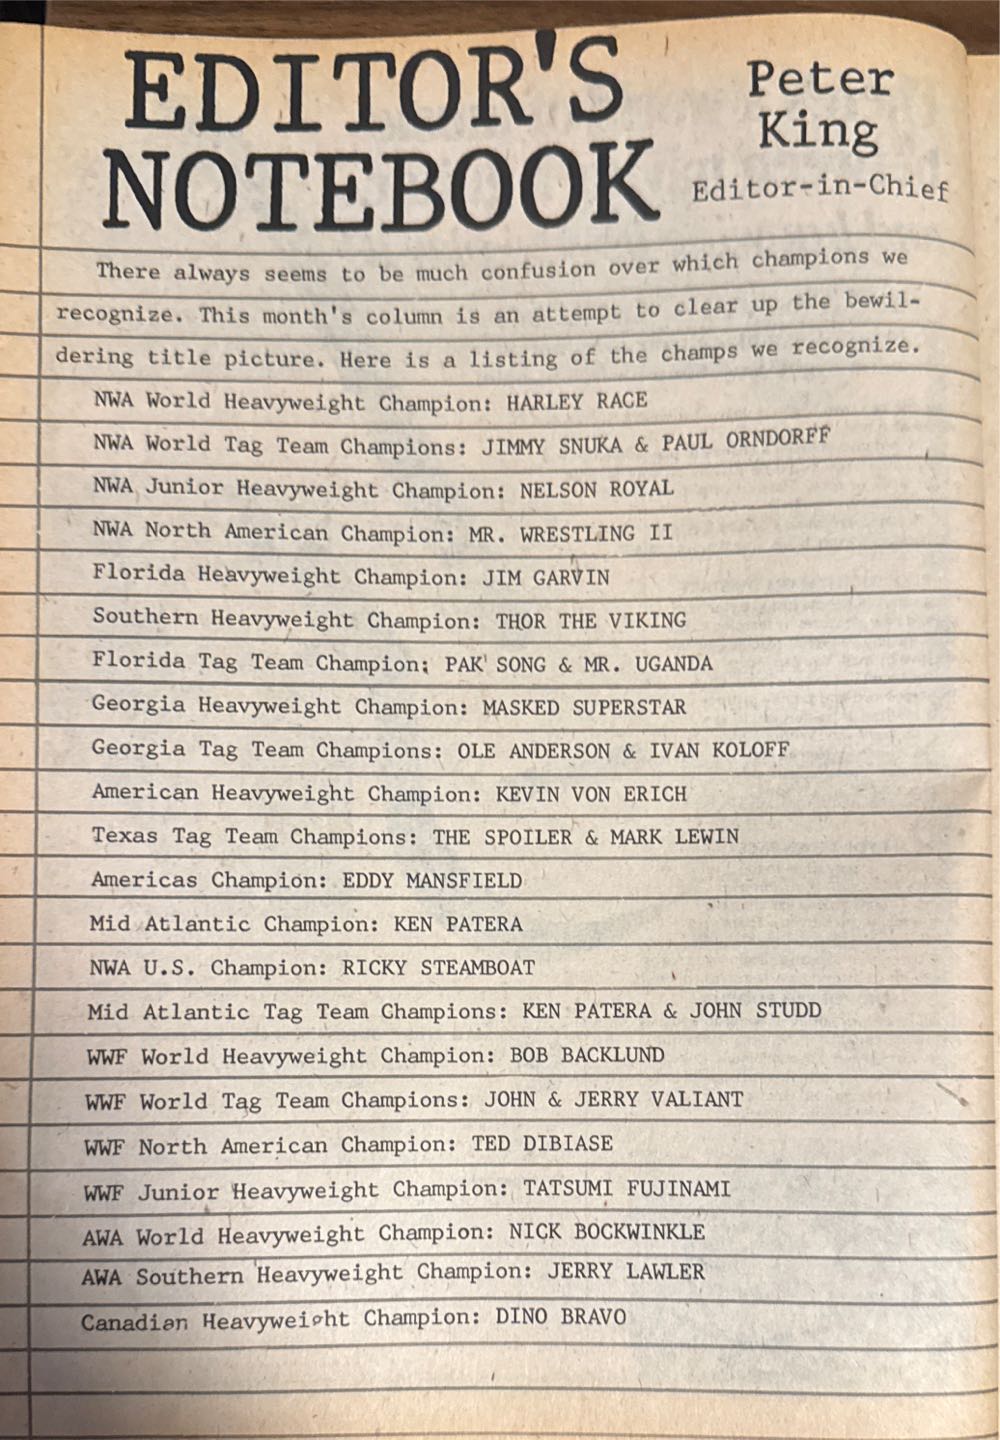 EDITOR'S
NOTEBOOK
Peter
King
Editor-in-Chief
There always seems to be much confusion over which champions we
recognize. This month's column is an attempt to clear up the bewil-
dering title picture. Here is a listing of the champs we recognize.
NWA World Heavyweight Champion: HARLEY RACE
NWA World Tag Team Champions: JIMMY SNUKA & PAUL ORNDORFF
NWA Junior Heavyweight Champion: NELSON ROYAL
NWA North American Champion: MR. WRESTLING II
Florida Heavyweight Champion: JIM GARVIN
Southern Heavyweight Champion: THOR THE VIKING
Florida Tag Team Champion: PAK SONG & MR. UGANDA
Georgia Heavyweight Champion: MASKED SUPERSTAR
Georgia Tag Team Champions: OLE ANDERSON & IVAN KOLOFF
American Heavyweight Champion: KEVIN VON ERICH
Texas Tag Team Champions: THE SPOILER & MARK LEWIN
Americas Champion: EDDY MANSFIELD
Mid Atlantic Champion: KEN PATERA
NWA U.S. Champion: RICKY STEAMBOAT
Mid Atlantic Tag Team Champions: KEN PATERA & JOHN STUDD
WWF World Heavyweight Champion: BOB BACKLUND
WWF World Tag Team Champions: JOHN & JERRY VALIANT
WWF North American Champion: TED DIBIASE
WWF Junior Heavyweight Champion: TATSUMI FUJINAMI
AWA World Heavyweight Champion: NICK BOCKWINKLE
AWA Southern Heavyweight Champion: JERRY LAWLER
Canadian Heavyweight Champion: DINO BRAVO